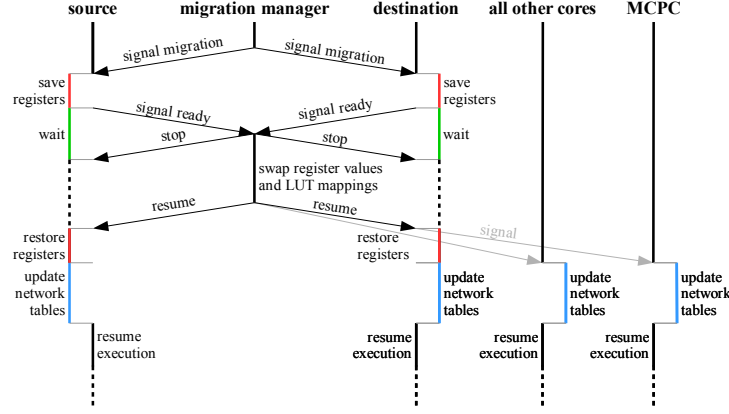 source migration manager destination all other cores MCPC
signal migration signal migration
save
registers
save
registers
signal ready signal ready
wait wait
stop stop
swap register values
and LUT mappings
resume resume
signal
restore
registers
restore
registers
update
network
tables
update
network
tables
update
network
tables
update
network
tables
resume
execution
resume
execution
resume
execution
resume
execution